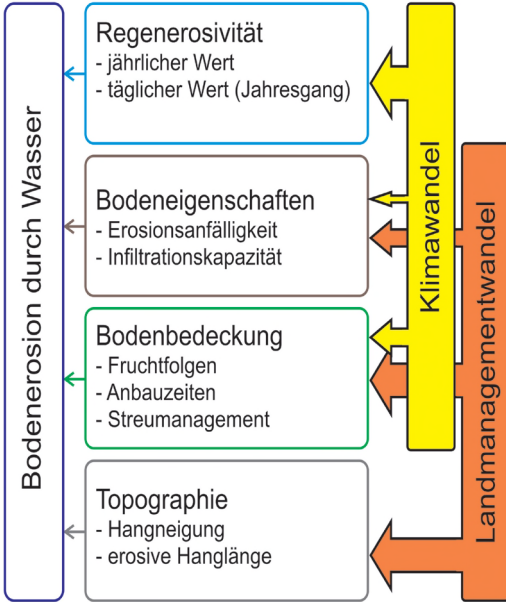 Bodenerosion durch Wasser
Regenerosivität
- jährlicher Wert
- täglicher Wert (Jahresgang)
Bodeneigenschaften
- Erosionsanfälligkeit
- Infiltrationskapazität
Bodenbedeckung
- Fruchtfolgen
- Anbauzeiten
- Streumanagement
Topographie
- Hangneigung
- erosive Hanglänge
Klimawandel
Landmanagementwandel